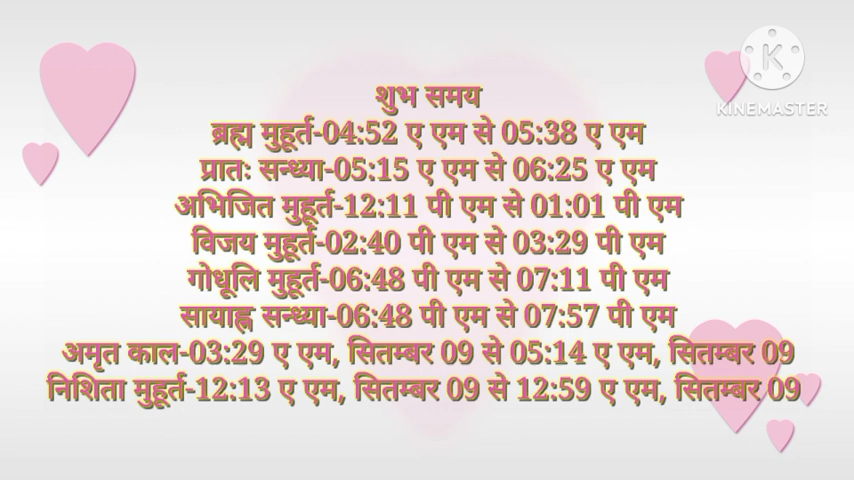 शुभ समय
ब्रह्म मुहूर्त-04:52 ए एम से 05:38 ए एम
प्रातः सन्ध्या-05:15 ए एम से 06:25 ए एम
अभिजित मुहूर्त-12:11 पी एम से 01:01 पी एम
विजय मुहूर्त-02:40 पी एम से 03:29 पी एम
गोधूलि मुहूर्त-06:48 पी एम से 07:11 पी एम
सायाह्न सन्ध्या-06:48 पी एम से 07:57 पी एम
अमृत काल-03:29 ए एम, सितम्बर 09 से 05:14 ए एम, सितम्बर 09
निशिता मुहूर्त-12:13 ए एम, सितम्बर 09 से 12:59 ए एम, सितम्बर 09
K
KINEMASTER